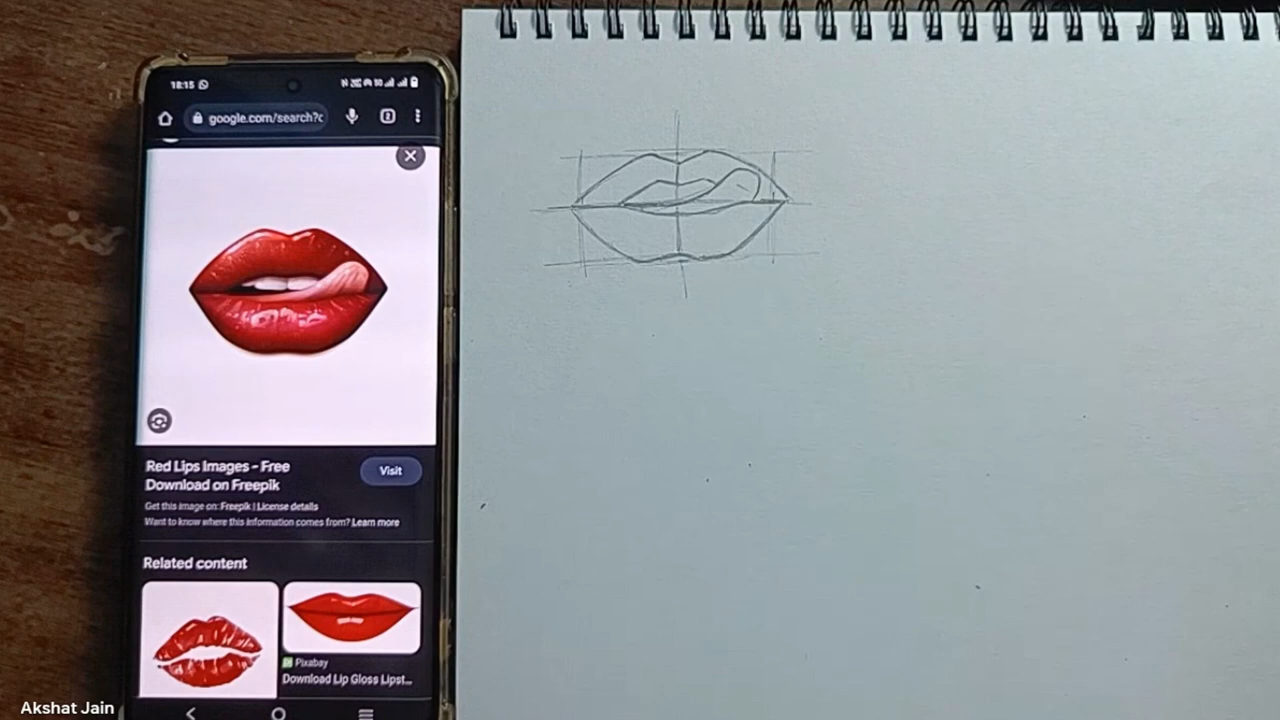 18:15
google.com/search?c
Red Lips Images - Free
Download on Freepik
Visit
Get this image on: Freepik | License details
Want to know where this information comes from? Learn more
Related content
Pixabay
Download Lip Gloss Lipst...
Akshat Jain